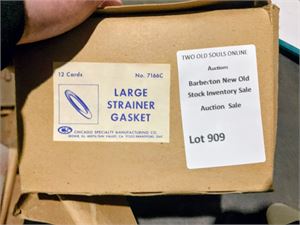 12 Cards No. 7166C
LARGE
STRAINER
GASKET
CHICAGO SPECIALTY MANUFACTURING CO.
TWO OLD SOULS ONLINE
Auctions
Barberton New Old
Stock Inventory Sale
Auction Sale
Lot 909